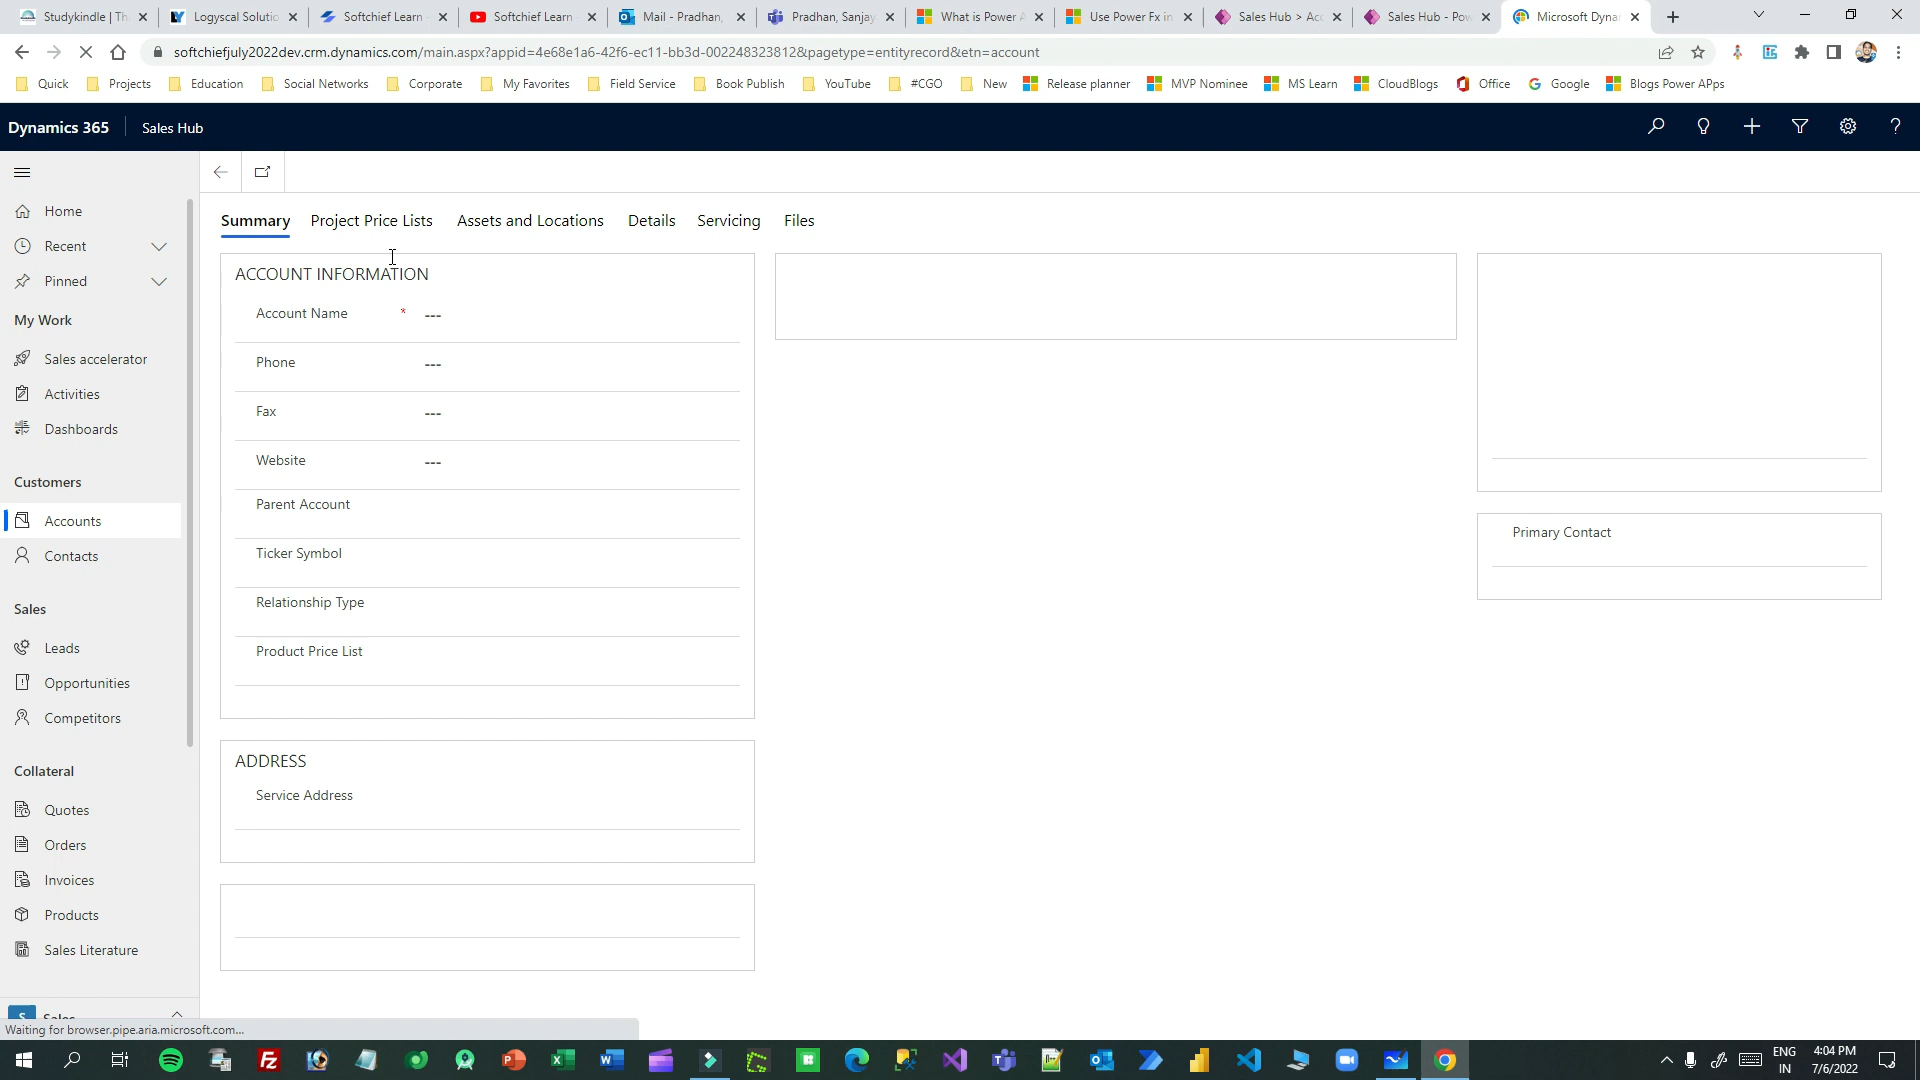 Studykindle | Th
Logyscal Solutio
Softchief Learn
Softchief Learn
Mail - Pradhan,
Pradhan, Sanjay
What is Power A
Use Power Fx in
Sales Hub > Acc
Sales Hub - Pow
Microsoft Dynam
softchiefjuly2022dev.crm.dynamics.com/main.aspx?appid=4e68e1a6-42f6-ec11-bb3d-002248323812&pagetype=entityrecord&etn=account
Quick
Projects
Education
Social Networks
Corporate
My Favorites
Field Service
Book Publish
YouTube
#CGO
New
Release planner
MVP Nominee
MS Learn
CloudBlogs
Office
Google
Blogs Power APps
Dynamics 365
Sales Hub
Home
Recent
Pinned
My Work
Sales accelerator
Activities
Dashboards
Customers
Accounts
Contacts
Sales
Leads
Opportunities
Competitors
Collateral
Quotes
Orders
Invoices
Products
Sales Literature
S Sales
Summary
Project Price Lists
Assets and Locations
Details
Servicing
Files
ACCOUNT INFORMATION
Account Name * ---
Phone ---
Fax ---
Website ---
Parent Account
Ticker Symbol
Relationship Type
Product Price List
ADDRESS
Service Address
Primary Contact
Waiting for browser.pipe.aria.microsoft.com...
ENG
IN
4:04 PM
7/6/2022